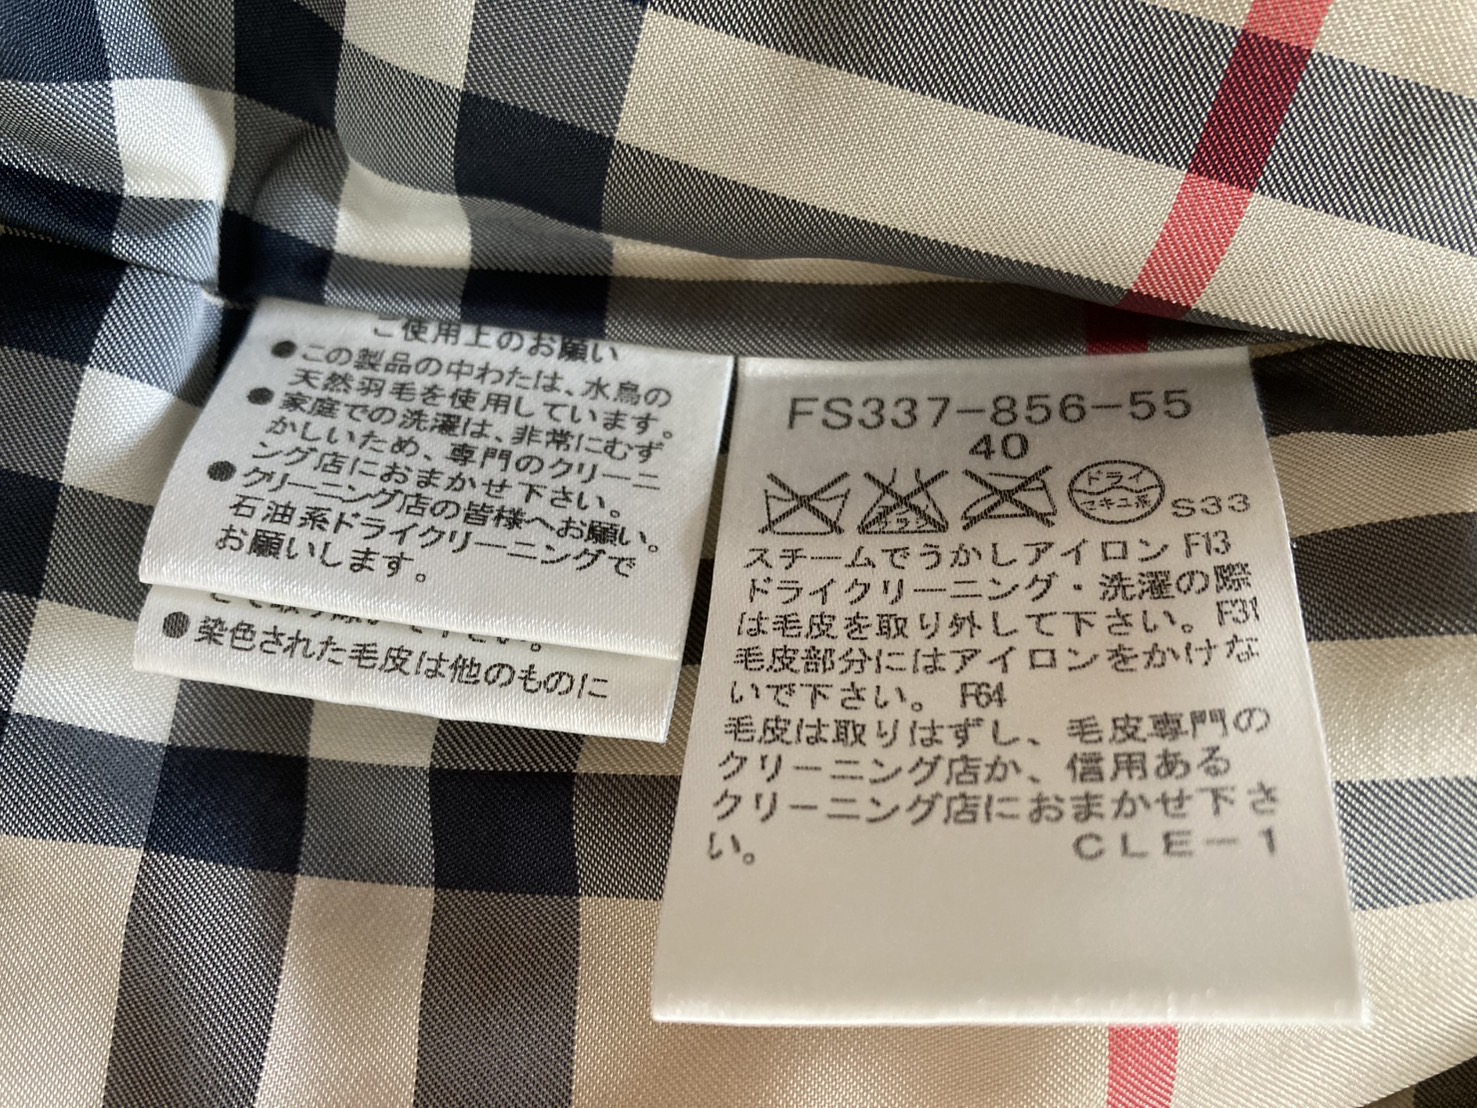 ご使用上のお願い
●この製品の中わたは、水鳥の
天然羽毛を使用しています。
●家庭での洗濯は、非常にむず
かしいため、専門のクリーニ
ング店におまかせ下さい。
●クリーニング店の皆様へお願い。
石油系ドライクリーニングで
お願いします。
●染色された毛皮は他のものに
FS337-856-55
40
エンソ
サラシ
ドライ
セキユ系
S33
スチームでうかしアイロン F13
ドライクリーニング・洗濯の際
は毛皮を取り外して下さい。F31
毛皮部分にはアイロンをかけな
いで下さい。 F64
毛皮は取りはずし、毛皮専門の
クリーニング店か、信用ある
クリーニング店におまかせ下さ
い。 CLE-1